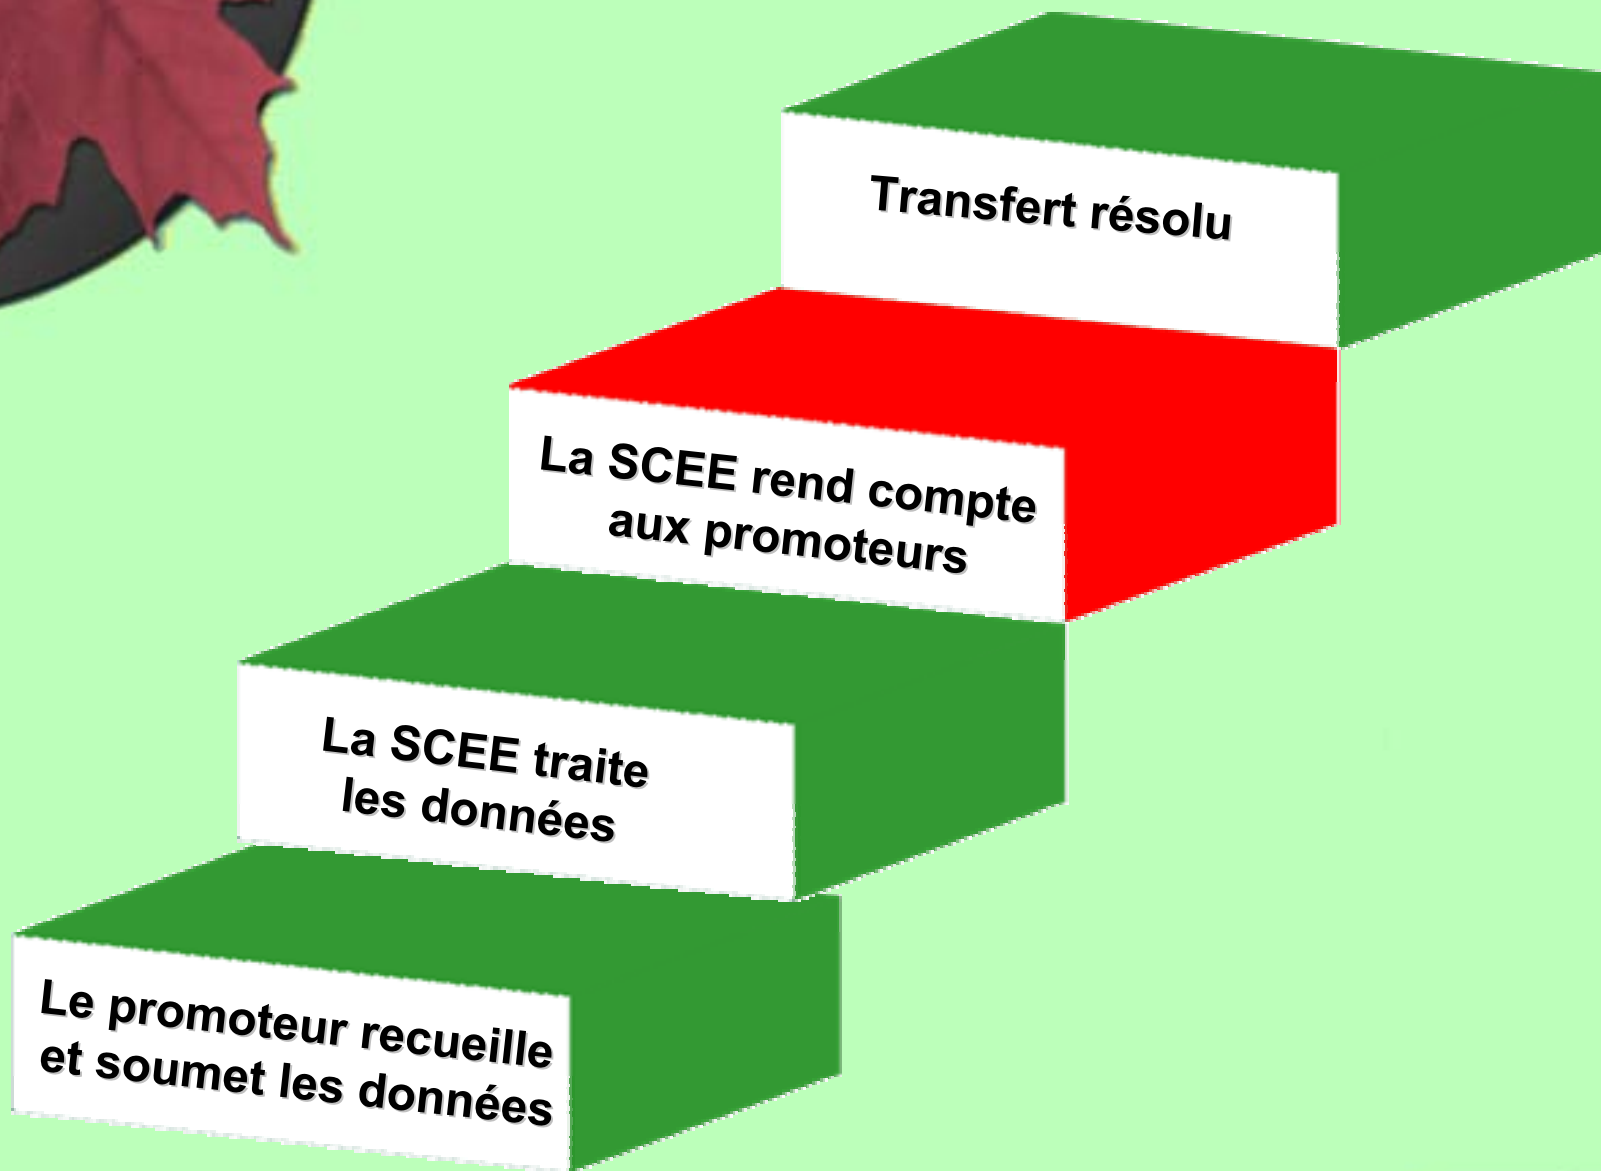 Transfert résolu
La SCEE rend compte
aux promoteurs
La SCEE traite
les données
Le promoteur recueille
et soumet les données